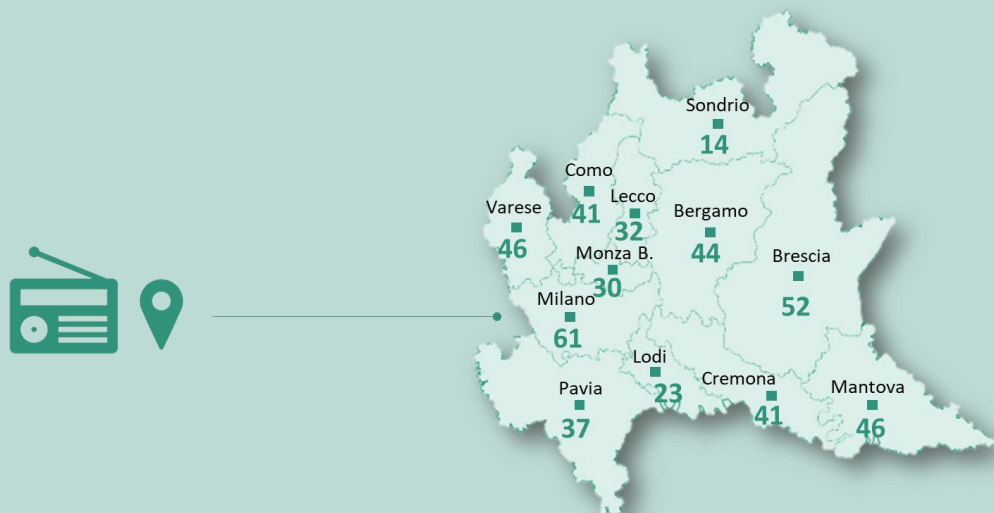 Sondrio
14
Como
41
Lecco
32
Varese
46
Bergamo
44
Monza B.
30
Brescia
52
Milano
61
Lodi
23
Cremona
41
Pavia
37
Mantova
46